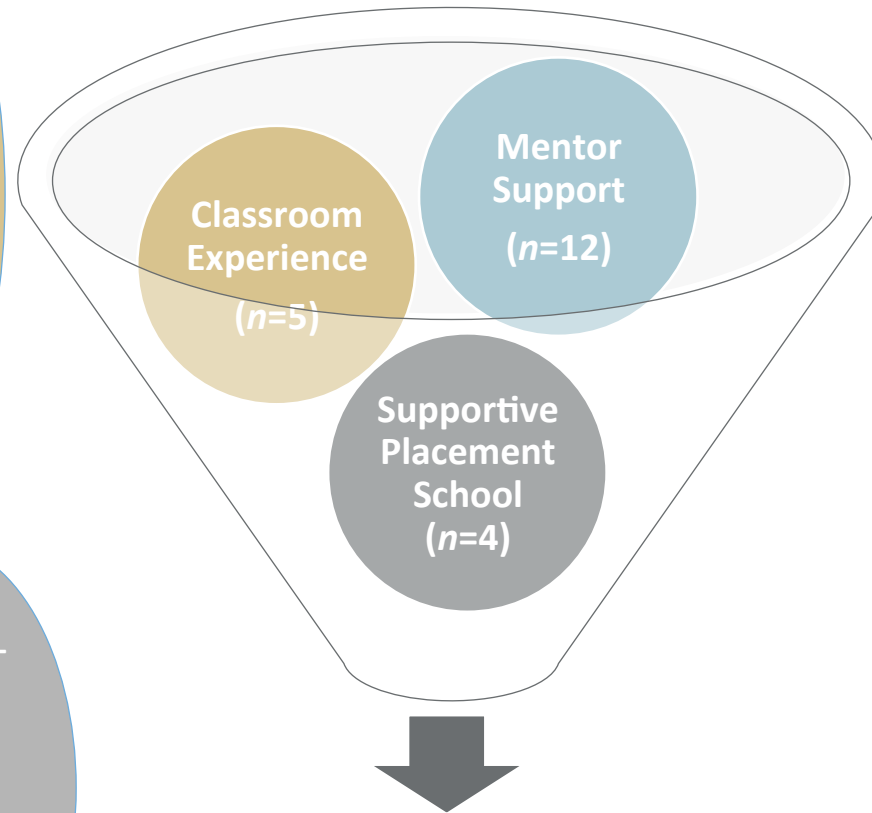 Mentor
Support
(n=12)
Classroom
Experience
(n=5)
Supportive
Placement
School
(n=4)